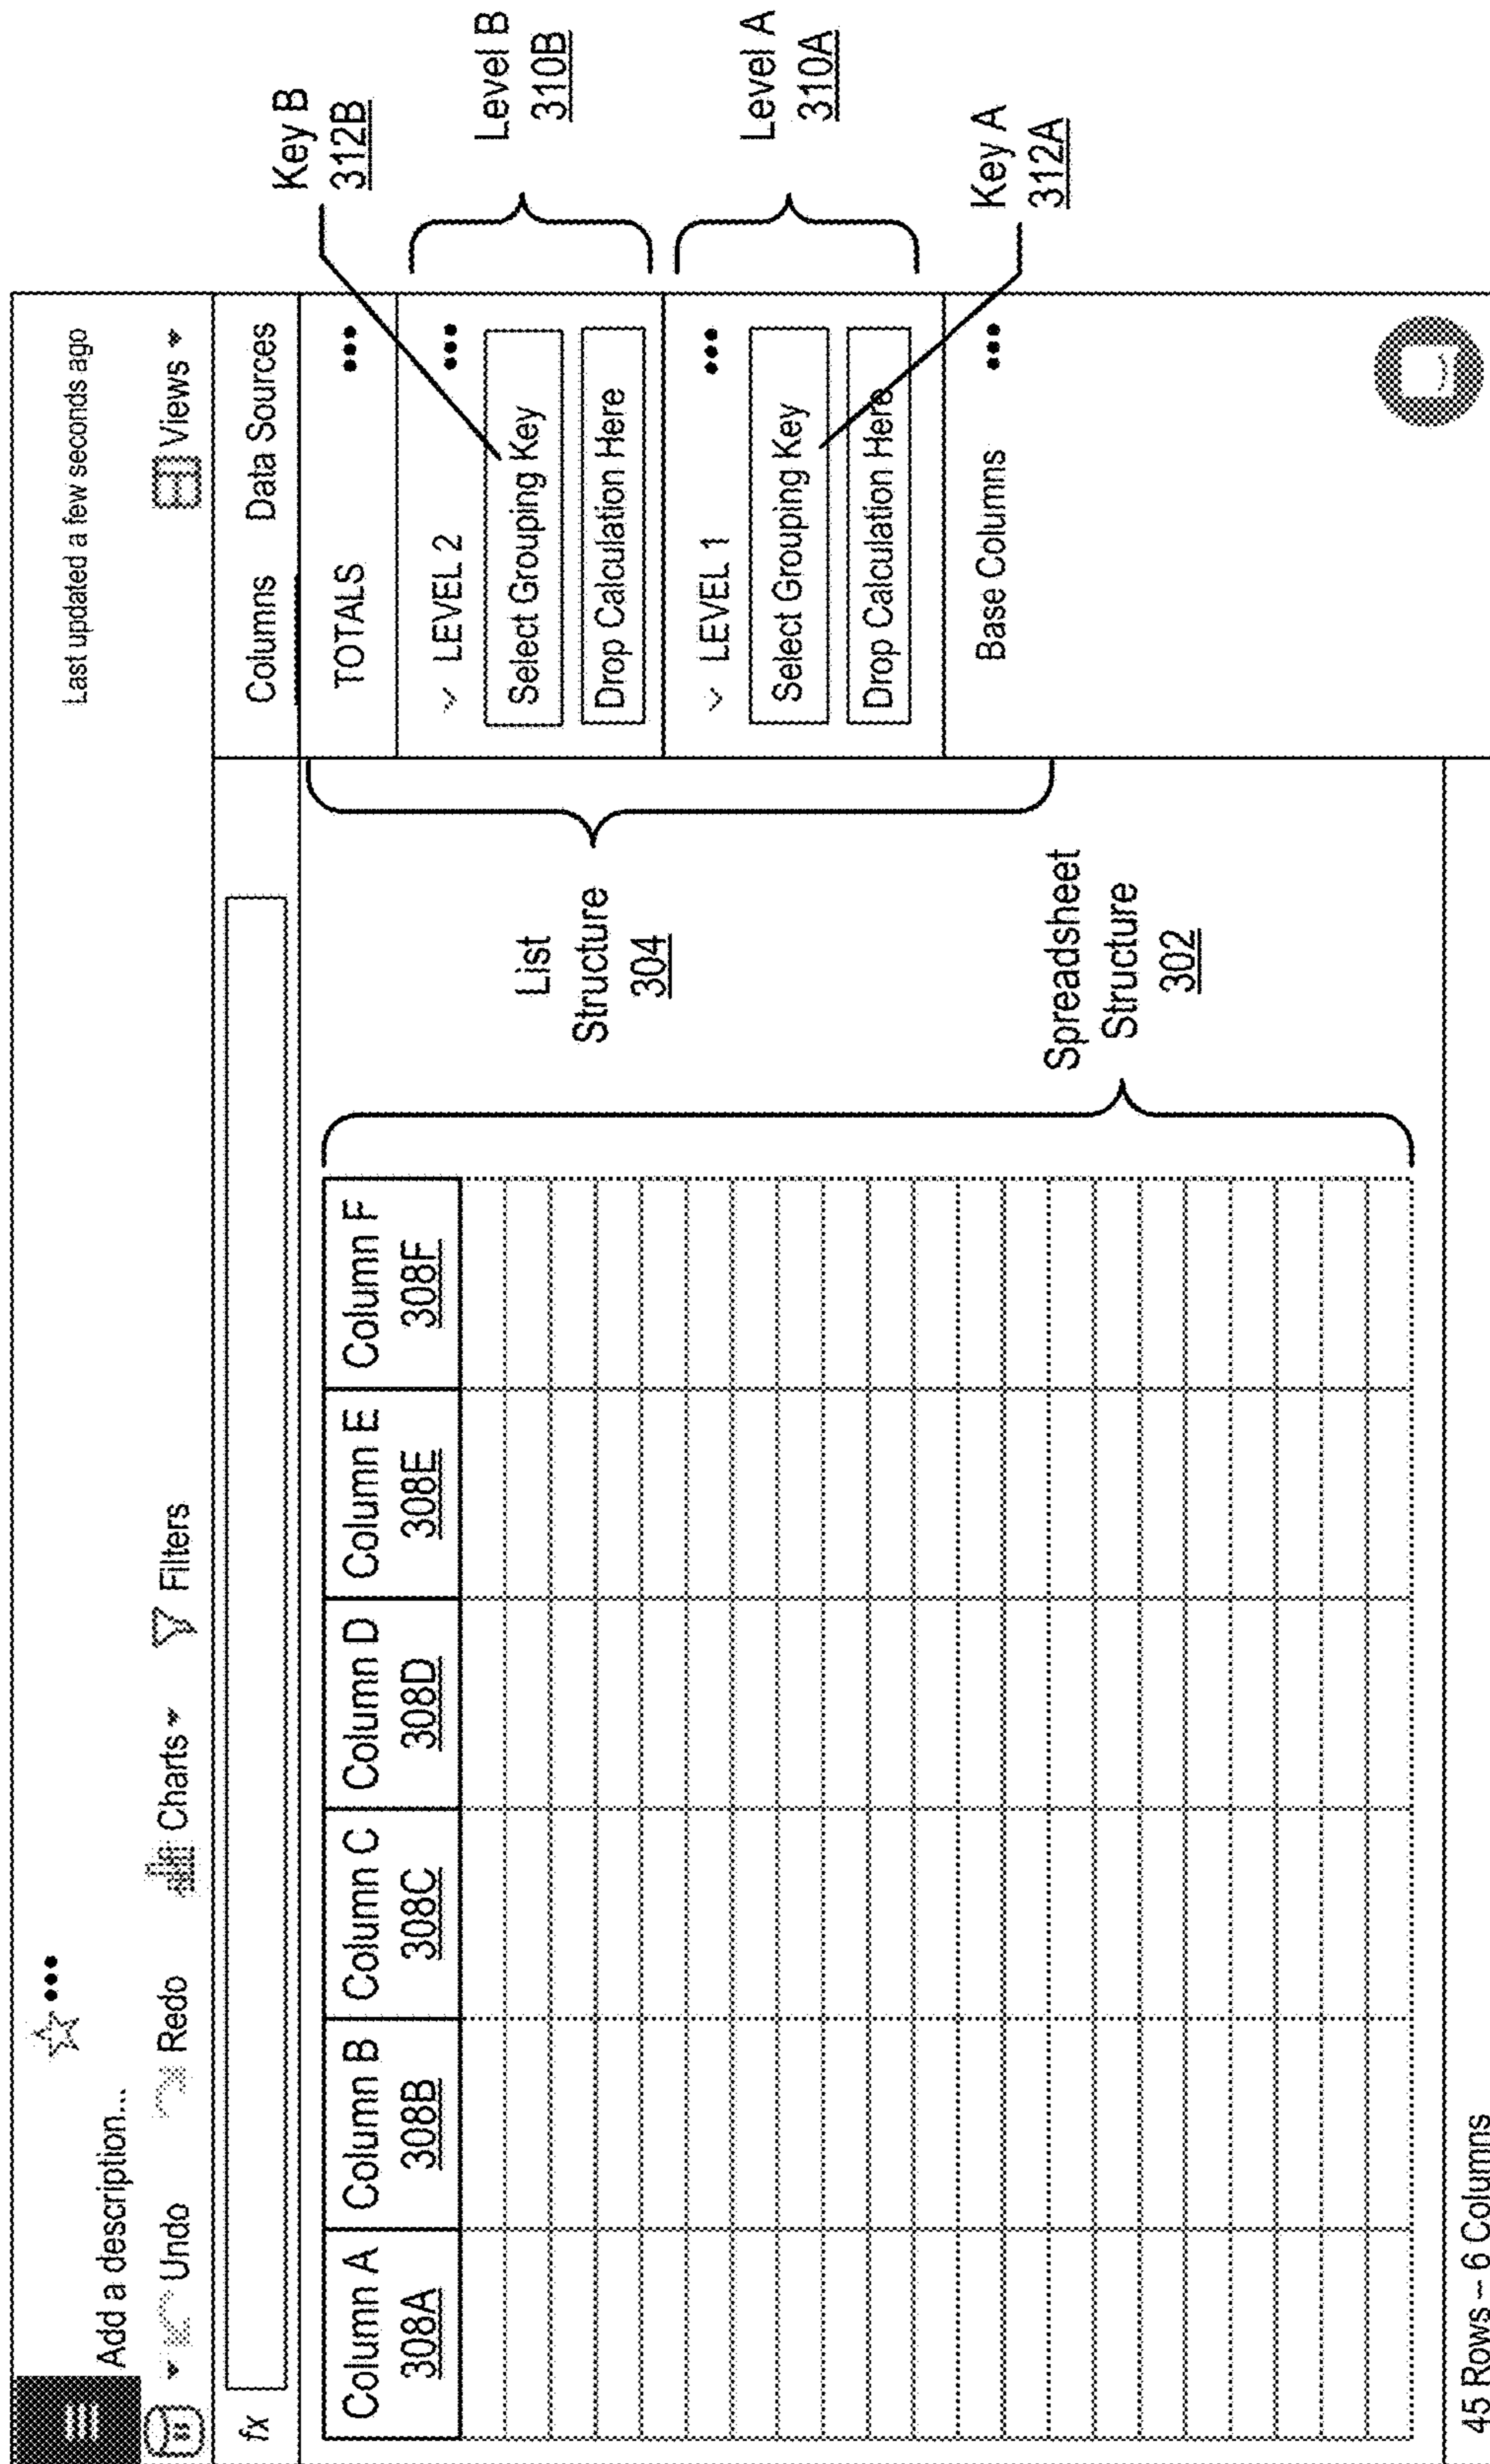 Last updated a few seconds ago
Add a description...
Undo Redo Charts Filters Views
fx
Columns Data Sources
TOTALS
Key B
312B
LEVEL 2
Select Grouping Key
Drop Calculation Here
Level B
310B
LEVEL 1
Select Grouping Key
Drop Calculation Here
Level A
310A
Key A
312A
Base Columns
Column A Column B Column C Column D Column E Column F
308A 308B 308C 308D 308E 308F
List
Structure
304
Spreadsheet
Structure
302
45 Rows – 6 Columns